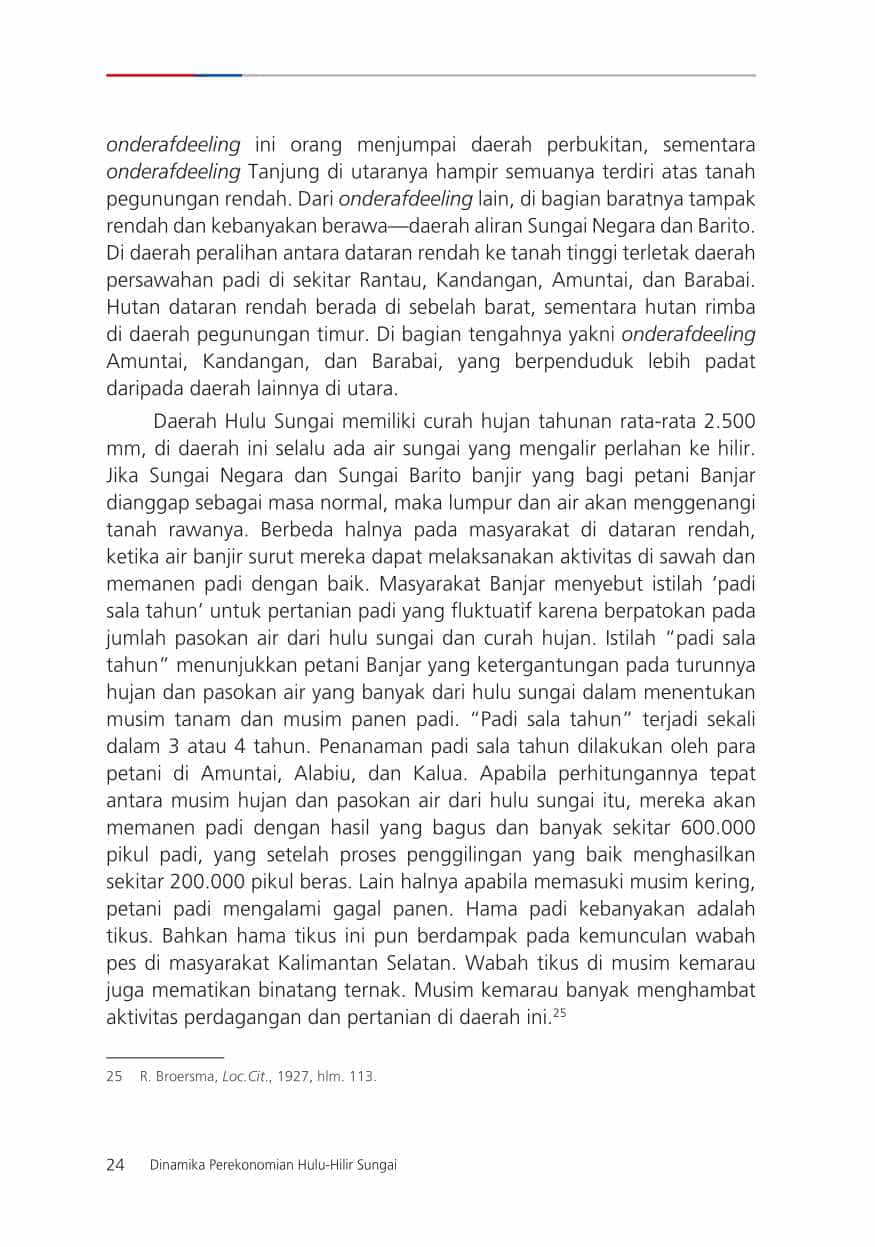 onderafdeeling ini orang menjumpai daerah perbukitan, sementara
onderafdeeling Tanjung di utaranya hampir semuanya terdiri atas tanah
pegunungan rendah. Dari onderafdeeling lain, di bagian baratnya tampak
rendah dan kebanyakan berawa—daerah aliran Sungai Negara dan Barito.
Di daerah peralihan antara dataran rendah ke tanah tinggi terletak daerah
persawahan padi di sekitar Rantau, Kandangan, Amuntai, dan Barabai.
Hutan dataran rendah berada di sebelah barat, sementara hutan rimba
di daerah pegunungan timur. Di bagian tengahnya yakni onderafdeeling
Amuntai, Kandangan, dan Barabai, yang berpenduduk lebih padat
daripada daerah lainnya di utara.
Daerah Hulu Sungai memiliki curah hujan tahunan rata-rata 2.500
mm, di daerah ini selalu ada air sungai yang mengalir perlahan ke hilir.
Jika Sungai Negara dan Sungai Barito banjir yang bagi petani Banjar
dianggap sebagai masa normal, maka lumpur dan air akan menggenangi
tanah rawanya. Berbeda halnya pada masyarakat di dataran rendah,
ketika air banjir surut mereka dapat melaksanakan aktivitas di sawah dan
memanen padi dengan baik. Masyarakat Banjar menyebut istilah ‘padi
sala tahun’ untuk pertanian padi yang fluktuatif karena berpatokan pada
jumlah pasokan air dari hulu sungai dan curah hujan. Istilah “padi sala
tahun” menunjukkan petani Banjar yang ketergantungan pada turunnya
hujan dan pasokan air yang banyak dari hulu sungai dalam menentukan
musim tanam dan musim panen padi. “Padi sala tahun” terjadi sekali
dalam 3 atau 4 tahun. Penanaman padi sala tahun dilakukan oleh para
petani di Amuntai, Alabiu, dan Kalua. Apabila perhitungannya tepat
antara musim hujan dan pasokan air dari hulu sungai itu, mereka akan
memanen padi dengan hasil yang bagus dan banyak sekitar 600.000
pikul padi, yang setelah proses penggilingan yang baik menghasilkan
sekitar 200.000 pikul beras. Lain halnya apabila memasuki musim kering,
petani padi mengalami gagal panen. Hama padi kebanyakan adalah
tikus. Bahkan hama tikus ini pun berdampak pada kemunculan wabah
pes di masyarakat Kalimantan Selatan. Wabah tikus di musim kemarau
juga mematikan binatang ternak. Musim kemarau banyak menghambat
aktivitas perdagangan dan pertanian di daerah ini.25
25 R. Broersma, Loc.Cit., 1927, hlm. 113.
24 Dinamika Perekonomian Hulu-Hilir Sungai